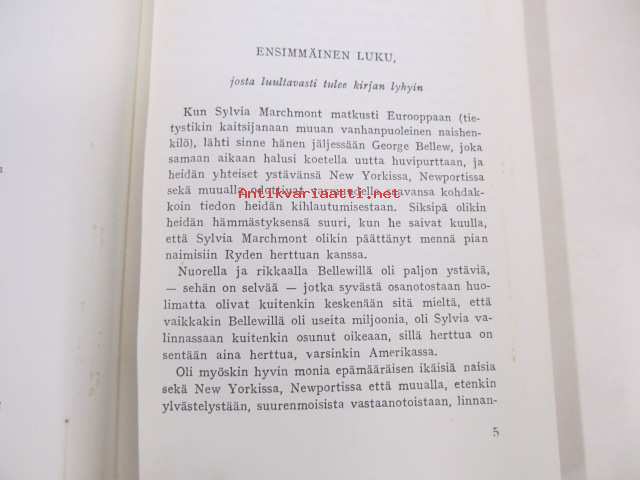 ENSIMMÄINEN LUKU,
josta luultavasti tulee kirjan lyhyin
Kun Sylvia Marchmont matkusti Eurooppaan (tie-
tystikin kaitsijanaan muuan vanhanpuoleinen naishen-
kilö), lähti sinne hänen jäljessään George Bellew, joka
samaan aikaan halusi koetella uutta huvipurttaan, ja
heidän yhteiset ystävänsä New Yorkissa, Newportissa
sekä muualla odottivat varmuudella saavansa kohdak-
Antikvariaatti.net
koin tiedon heidän kihlautumisestaan. Siksipä olikin
heidän hämmästyksensä suuri, kun he saivat kuulla,
että Sylvia Marchmont olikin päättänyt mennä pian
naimisiin Ryden herttuan kanssa.
Nuorella ja rikkaalla Bellewillä oli paljon ystäviä,
— sehän on selvää — jotka syvästä osanotostaan huo-
limatta olivat kuitenkin keskenään sitä mieltä, että
vaikkakin Bellewillä oli useita miljoonia, oli Sylvia va-
linnassaan kuitenkin osunut oikeaan, sillä herttua on
sentään aina herttua, varsinkin Amerikassa.
Oli myöskin hyvin monia epämääräisen ikäisiä naisia
sekä New Yorkissa, Newportissa että muualla, etenkin
ylvästelystään, suurenmoisista vastaanotoistaan, linnan-
5